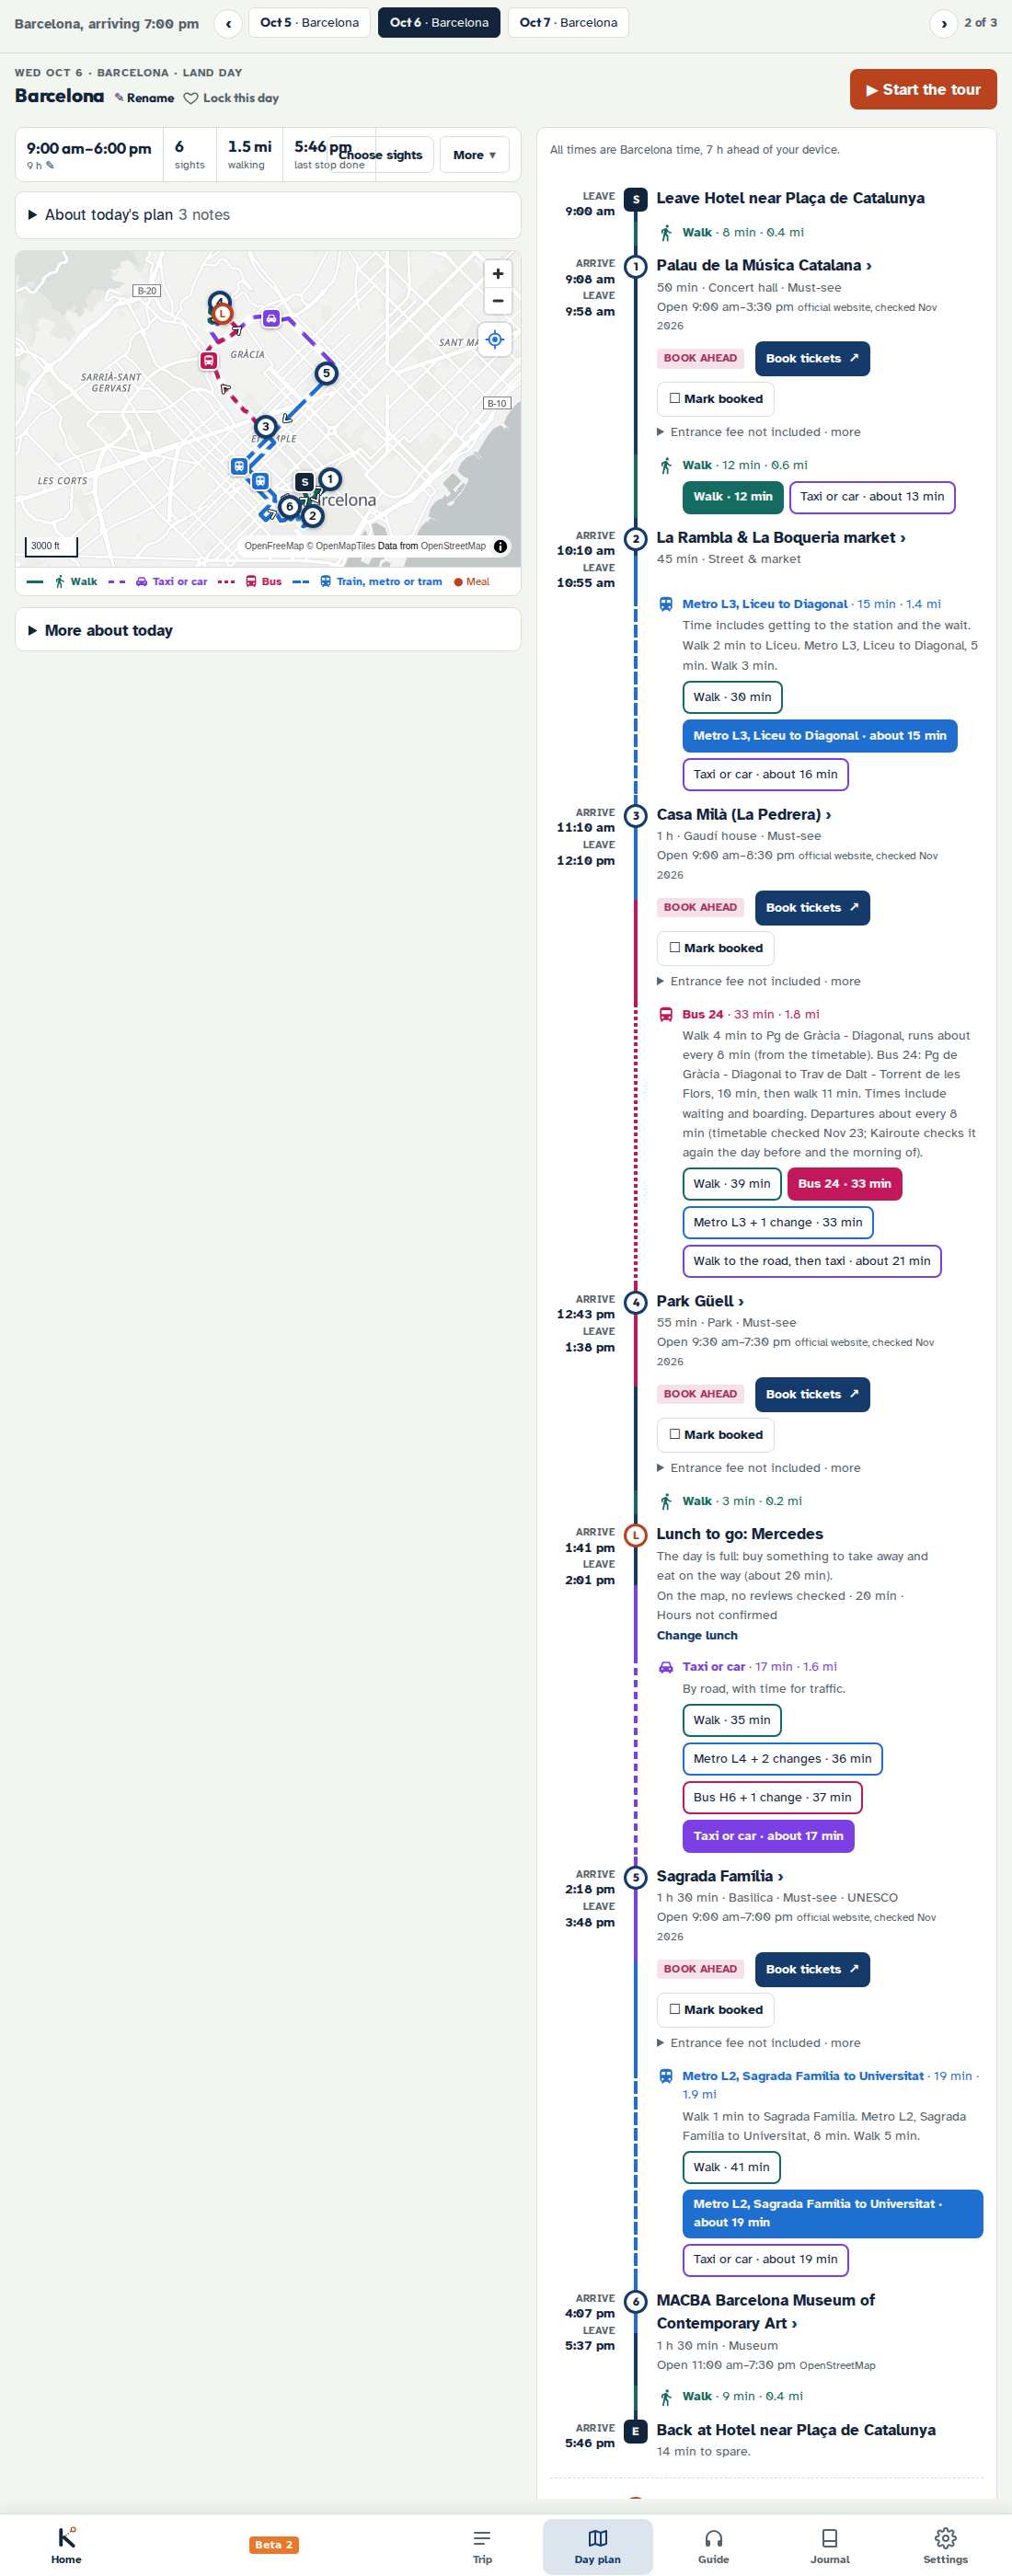 Barcelona, arriving 7:00 pm
‹
Oct 5 · Barcelona
Oct 6 · Barcelona
Oct 7 · Barcelona
›
2 of 3
WED OCT 6 · BARCELONA · LAND DAY
Barcelona
✎ Rename
Lock this day
▶ Start the tour
9:00 am–6:00 pm
9 h ✎
6
sights
1.5 mi
walking
5:46 pm
last stop done
Choose sights
More ▾
▶ About today's plan 3 notes
B-20
4
L
GRÀCIA
SARRIÀ-SANT
GERVASI
SANT MA
5
B-10
3
LES CORTS
S
1
6
2
rcelona
+
−
3000 ft
OpenFreeMap © OpenMapTiles Data from OpenStreetMap
Walk
Taxi or car
Bus
Train, metro or tram
Meal
▶ More about today
All times are Barcelona time, 7 h ahead of your device.
LEAVE
9:00 am
S
Leave Hotel near Plaça de Catalunya
Walk · 8 min · 0.4 mi
ARRIVE
9:08 am
LEAVE
9:58 am
1
Palau de la Música Catalana ›
50 min · Concert hall · Must-see
Open 9:00 am–3:30 pm official website, checked Nov
2026
BOOK AHEAD
Book tickets ↗
☐ Mark booked
▶ Entrance fee not included · more
Walk · 12 min · 0.6 mi
Walk · 12 min
Taxi or car · about 13 min
ARRIVE
10:10 am
LEAVE
10:55 am
2
La Rambla & La Boqueria market ›
45 min · Street & market
Metro L3, Liceu to Diagonal · 15 min · 1.4 mi
Time includes getting to the station and the wait.
Walk 2 min to Liceu. Metro L3, Liceu to Diagonal, 5
min. Walk 3 min.
Walk · 30 min
Metro L3, Liceu to Diagonal · about 15 min
Taxi or car · about 16 min
ARRIVE
11:10 am
LEAVE
12:10 pm
3
Casa Milà (La Pedrera) ›
1 h · Gaudí house · Must-see
Open 9:00 am–8:30 pm official website, checked Nov
2026
BOOK AHEAD
Book tickets ↗
☐ Mark booked
▶ Entrance fee not included · more
Bus 24 · 33 min · 1.8 mi
Walk 4 min to Pg de Gràcia - Diagonal, runs about
every 8 min (from the timetable). Bus 24: Pg de
Gràcia - Diagonal to Trav de Dalt - Torrent de les
Flors, 10 min, then walk 11 min. Times include
waiting and boarding. Departures about every 8
min (timetable checked Nov 23; Kairoute checks it
again the day before and the morning of).
Walk · 39 min
Bus 24 · 33 min
Metro L3 + 1 change · 33 min
Walk to the road, then taxi · about 21 min
ARRIVE
12:43 pm
LEAVE
1:38 pm
4
Park Güell ›
55 min · Park · Must-see
Open 9:30 am–7:30 pm official website, checked Nov
2026
BOOK AHEAD
Book tickets ↗
☐ Mark booked
▶ Entrance fee not included · more
Walk · 3 min · 0.2 mi
ARRIVE
1:41 pm
LEAVE
2:01 pm
L
Lunch to go: Mercedes
The day is full: buy something to take away and
eat on the way (about 20 min).
On the map, no reviews checked · 20 min ·
Hours not confirmed
Change lunch
Taxi or car · 17 min · 1.6 mi
By road, with time for traffic.
Walk · 35 min
Metro L4 + 2 changes · 36 min
Bus H6 + 1 change · 37 min
Taxi or car · about 17 min
ARRIVE
2:18 pm
LEAVE
3:48 pm
5
Sagrada Família ›
1 h 30 min · Basilica · Must-see · UNESCO
Open 9:00 am–7:00 pm official website, checked Nov
2026
BOOK AHEAD
Book tickets ↗
☐ Mark booked
▶ Entrance fee not included · more
Metro L2, Sagrada Família to Universitat · 19 min ·
1.9 mi
Walk 1 min to Sagrada Família. Metro L2, Sagrada
Família to Universitat, 8 min. Walk 5 min.
Walk · 41 min
Metro L2, Sagrada Família to Universitat ·
about 19 min
Taxi or car · about 19 min
ARRIVE
4:07 pm
LEAVE
5:37 pm
6
MACBA Barcelona Museum of
Contemporary Art ›
1 h 30 min · Museum
Open 11:00 am–7:30 pm OpenStreetMap
Walk · 9 min · 0.4 mi
ARRIVE
5:46 pm
E
Back at Hotel near Plaça de Catalunya
14 min to spare.
Home
Beta 2
Trip
Day plan
Guide
Journal
Settings